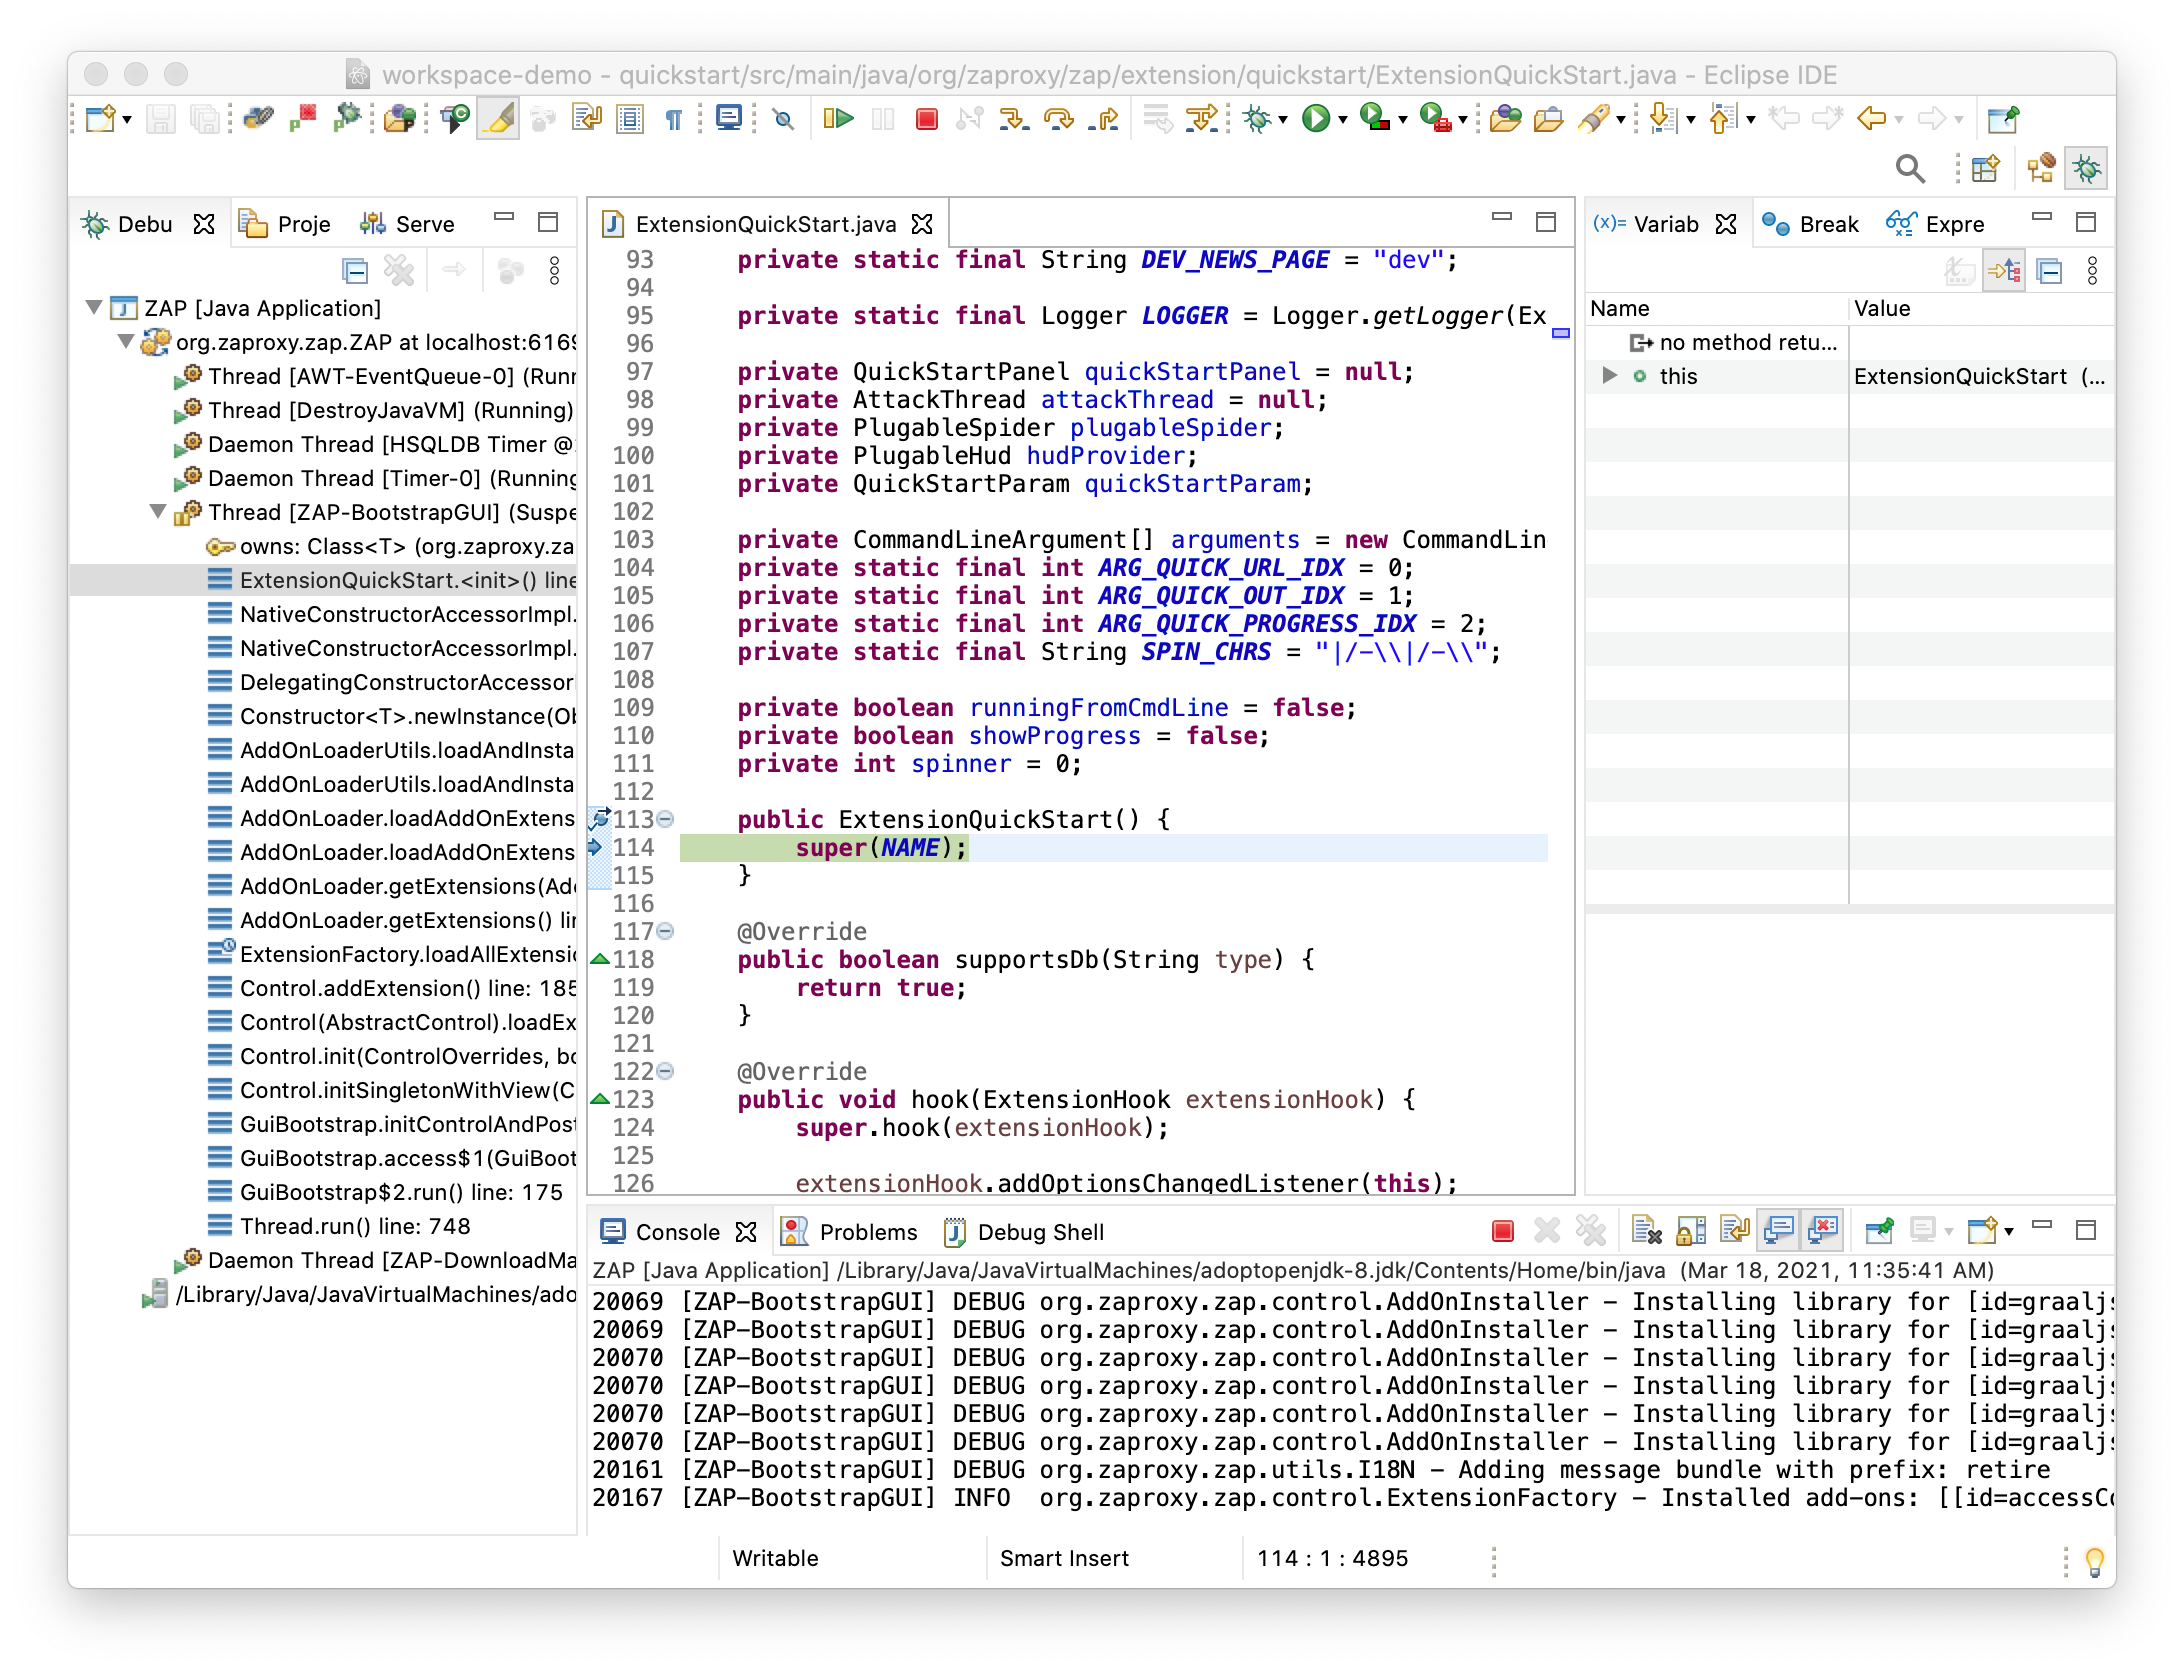 workspace-demo - quickstart/src/main/java/org/zaproxy/zap/extension/quickstart/ExtensionQuickStart.java - Eclipse IDE
Debu
Proje
Serve
ZAP [Java Application]
org.zaproxy.zap.ZAP at localhost:6169
Thread [AWT-EventQueue-0] (Runn
Thread [DestroyJavaVM] (Running)
Daemon Thread [HSQLDB Timer @
Daemon Thread [Timer-0] (Running
Thread [ZAP-BootstrapGUI] (Suspe
owns: Class<T> (org.zaproxy.za
ExtensionQuickStart.<init>() line
NativeConstructorAccessorImpl.
NativeConstructorAccessorImpl.
DelegatingConstructorAccessor
Constructor<T>.newInstance(Ob
AddOnLoaderUtils.loadAndInsta
AddOnLoaderUtils.loadAndInsta
AddOnLoader.loadAddOnExtens
AddOnLoader.loadAddOnExtens
AddOnLoader.getExtensions(Add
AddOnLoader.getExtensions() lin
ExtensionFactory.loadAllExtensio
Control.addExtension() line: 185
Control(AbstractControl).loadEx
Control.init(ControlOverrides, bo
Control.initSingletonWithView(C
GuiBootstrap.initControlAndPost
GuiBootstrap.access$1(GuiBoot
GuiBootstrap$2.run() line: 175
Thread.run() line: 748
Daemon Thread [ZAP-DownloadMa
/Library/Java/JavaVirtualMachines/ado
ExtensionQuickStart.java
93 private static final String DEV_NEWS_PAGE = "dev";
94
95 private static final Logger LOGGER = Logger.getLogger(Ex
96
97 private QuickStartPanel quickStartPanel = null;
98 private AttackThread attackThread = null;
99 private PlugableSpider plugableSpider;
100 private PlugableHud hudProvider;
101 private QuickStartParam quickStartParam;
102
103 private CommandLineArgument[] arguments = new CommandLin
104 private static final int ARG_QUICK_URL_IDX = 0;
105 private static final int ARG_QUICK_OUT_IDX = 1;
106 private static final int ARG_QUICK_PROGRESS_IDX = 2;
107 private static final String SPIN_CHRS = "|/-\\|/-\\";
108
109 private boolean runningFromCmdLine = false;
110 private boolean showProgress = false;
111 private int spinner = 0;
112
113 public ExtensionQuickStart() {
114 super(NAME);
115 }
116
117 @Override
118 public boolean supportsDb(String type) {
119 return true;
120 }
121
122 @Override
123 public void hook(ExtensionHook extensionHook) {
124 super.hook(extensionHook);
125
126 extensionHook.addOptionsChangedListener(this);
(x)= Variab
Break
Expre
Name Value
no method retu...
this ExtensionQuickStart (...
Console
Problems
Debug Shell
ZAP [Java Application] /Library/Java/JavaVirtualMachines/adoptopenjdk-8.jdk/Contents/Home/bin/java (Mar 18, 2021, 11:35:41 AM)
20069 [ZAP-BootstrapGUI] DEBUG org.zaproxy.zap.control.AddOnInstaller - Installing library for [id=graaljs
20069 [ZAP-BootstrapGUI] DEBUG org.zaproxy.zap.control.AddOnInstaller - Installing library for [id=graaljs
20070 [ZAP-BootstrapGUI] DEBUG org.zaproxy.zap.control.AddOnInstaller - Installing library for [id=graaljs
20070 [ZAP-BootstrapGUI] DEBUG org.zaproxy.zap.control.AddOnInstaller - Installing library for [id=graaljs
20070 [ZAP-BootstrapGUI] DEBUG org.zaproxy.zap.control.AddOnInstaller - Installing library for [id=graaljs
20070 [ZAP-BootstrapGUI] DEBUG org.zaproxy.zap.control.AddOnInstaller - Installing library for [id=graaljs
20161 [ZAP-BootstrapGUI] DEBUG org.zaproxy.zap.utils.I18N - Adding message bundle with prefix: retire
20167 [ZAP-BootstrapGUI] INFO org.zaproxy.zap.control.ExtensionFactory - Installed add-ons: [[id=accessCo
Writable
Smart Insert
114 : 1 : 4895